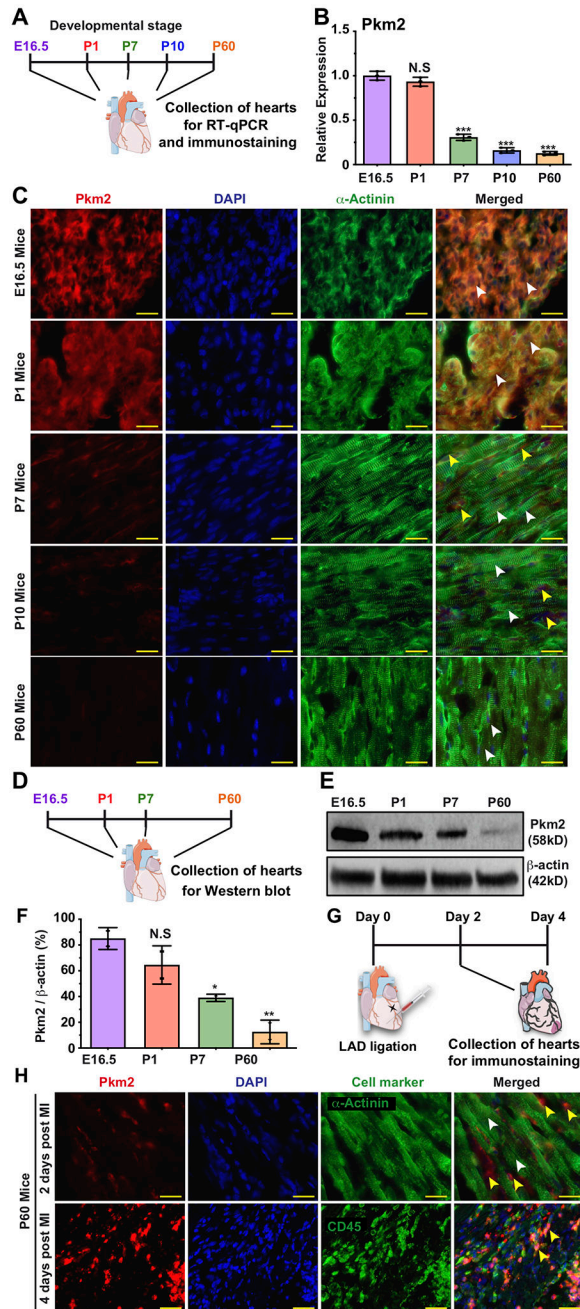 A
Developmental stage
E16.5 P1 P7 P10 P60
Collection of hearts
for RT-qPCR
and immunostaining
B
Pkm2
Relative Expression
1.5
1.0
0.5
0.0
N.S
***
***
***
E16.5 P1 P7 P10 P60
C
Pkm2 DAPI α-Actinin Merged
E16.5 Mice
P1 Mice
P7 Mice
P10 Mice
P60 Mice
D
E16.5 P1 P7 P60
Collection of hearts
for Western blot
E
E16.5 P1 P7 P60
Pkm2
(58kD)
β-actin
(42kD)
F
Pkm2 / β-actin (%)
100
80
60
40
20
0
N.S
*
**
E16.5 P1 P7 P60
G
Day 0 Day 2 Day 4
LAD ligation
Collection of hearts
for immunostaining
H
Pkm2 DAPI Cell marker Merged
P60 Mice
2 days post MI
α-Actinin
4 days post MI
CD45